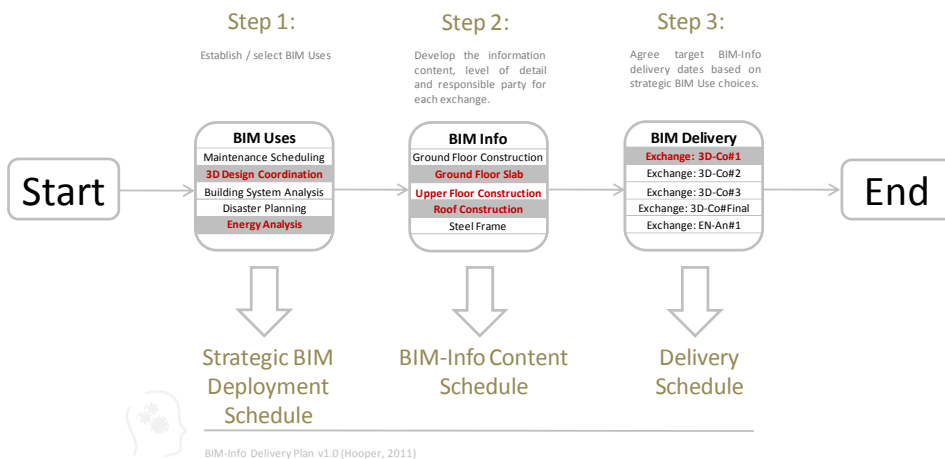 Step 1:
Step 2:
Step 3:
Establish / select BIM Uses
Develop the information
content, level of detail
and responsible party for
each exchange.
Agree target BIM-Info
delivery dates based on
strategic BIM Use choices.
Start
BIM Uses
Maintenance Scheduling
3D Design Coordination
Building System Analysis
Disaster Planning
Energy Analysis
BIM Info
Ground Floor Construction
Ground Floor Slab
Upper Floor Construction
Roof Construction
Steel Frame
BIM Delivery
Exchange: 3D-Co#1
Exchange: 3D-Co#2
Exchange: 3D-Co#3
Exchange: 3D-Co#Final
Exchange: EN-An#1
End
Strategic BIM
Deployment
Schedule
BIM-Info Content
Schedule
Delivery
Schedule
BIM-Info Delivery Plan v1.0 (Hooper, 2011)